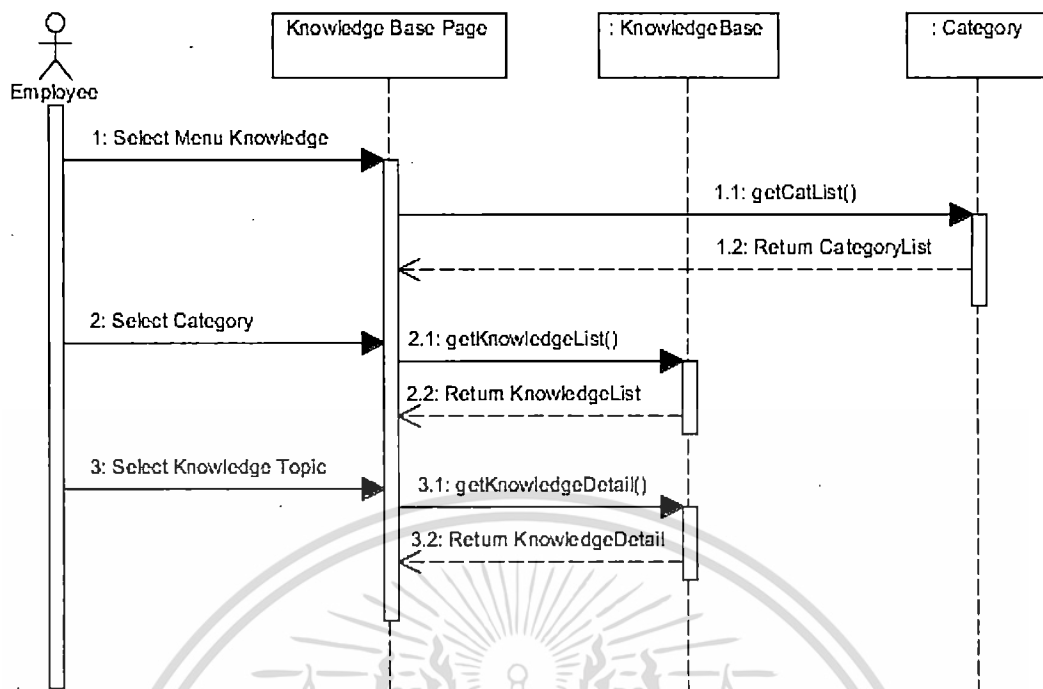 Knowledge Base Page
: KnowledgeBase
: Category
Employee
1: Select Menu Knowledge
1.1: getCatList()
1.2: Return CategoryList
2: Select Category
2.1: getKnowledgeList()
2.2: Return KnowledgeList
3: Select Knowledge Topic
3.1: getKnowledgeDetail()
3.2: Return KnowledgeDetail